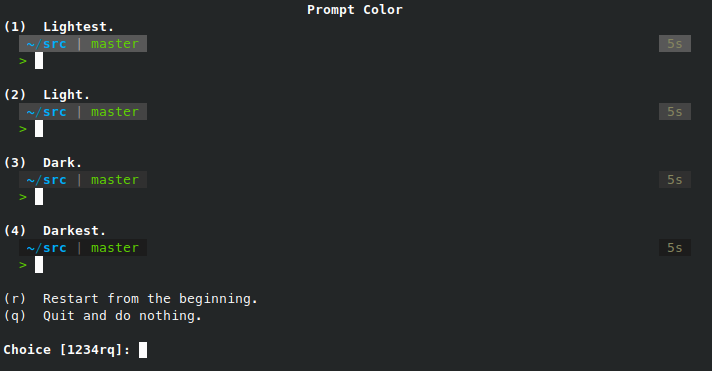 Prompt Color
(1)  Lightest.
~/src | master 5s
>
(2)  Light.
~/src | master 5s
>
(3)  Dark.
~/src | master 5s
>
(4)  Darkest.
~/src | master 5s
>
(r)  Restart from the beginning.
(q)  Quit and do nothing.
Choice [1234rq]: